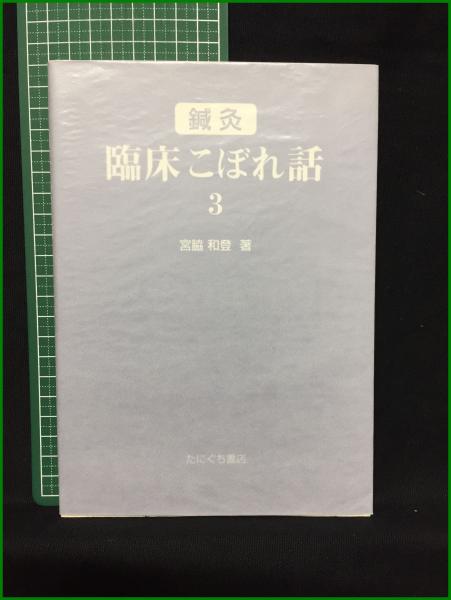 鍼灸
臨床こぼれ話
3
宮脇 和登 著
たにぐち書店